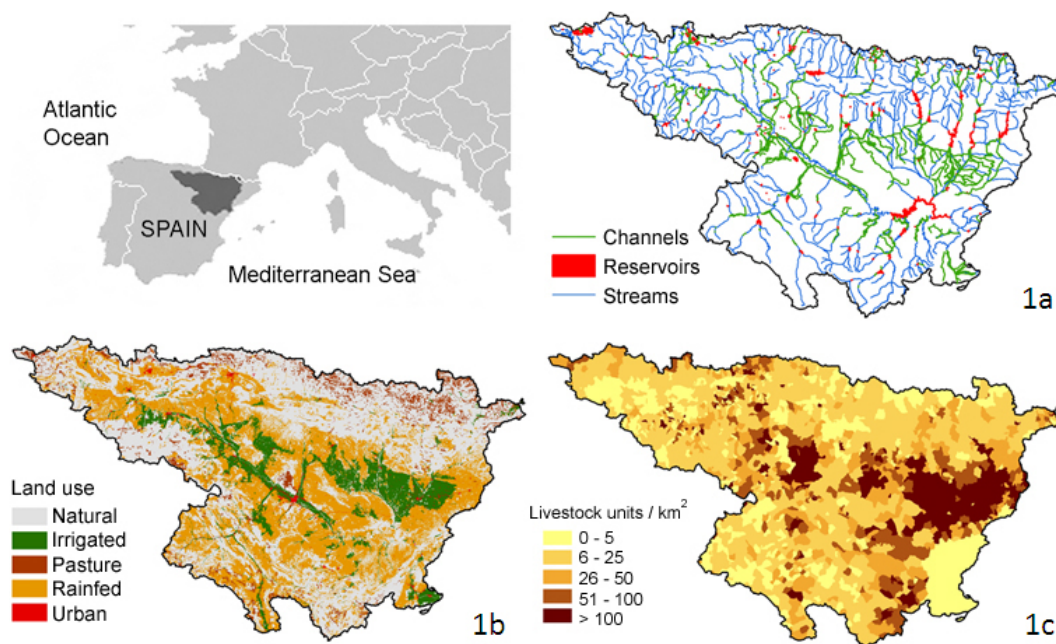 Atlantic
Ocean
SPAIN
Mediterranean Sea
Channels
Reservoirs
Streams
1a
Land use
Natural
Irrigated
Pasture
Rainfed
Urban
1b
Livestock units / km²
0 - 5
6 - 25
26 - 50
51 - 100
> 100
1c